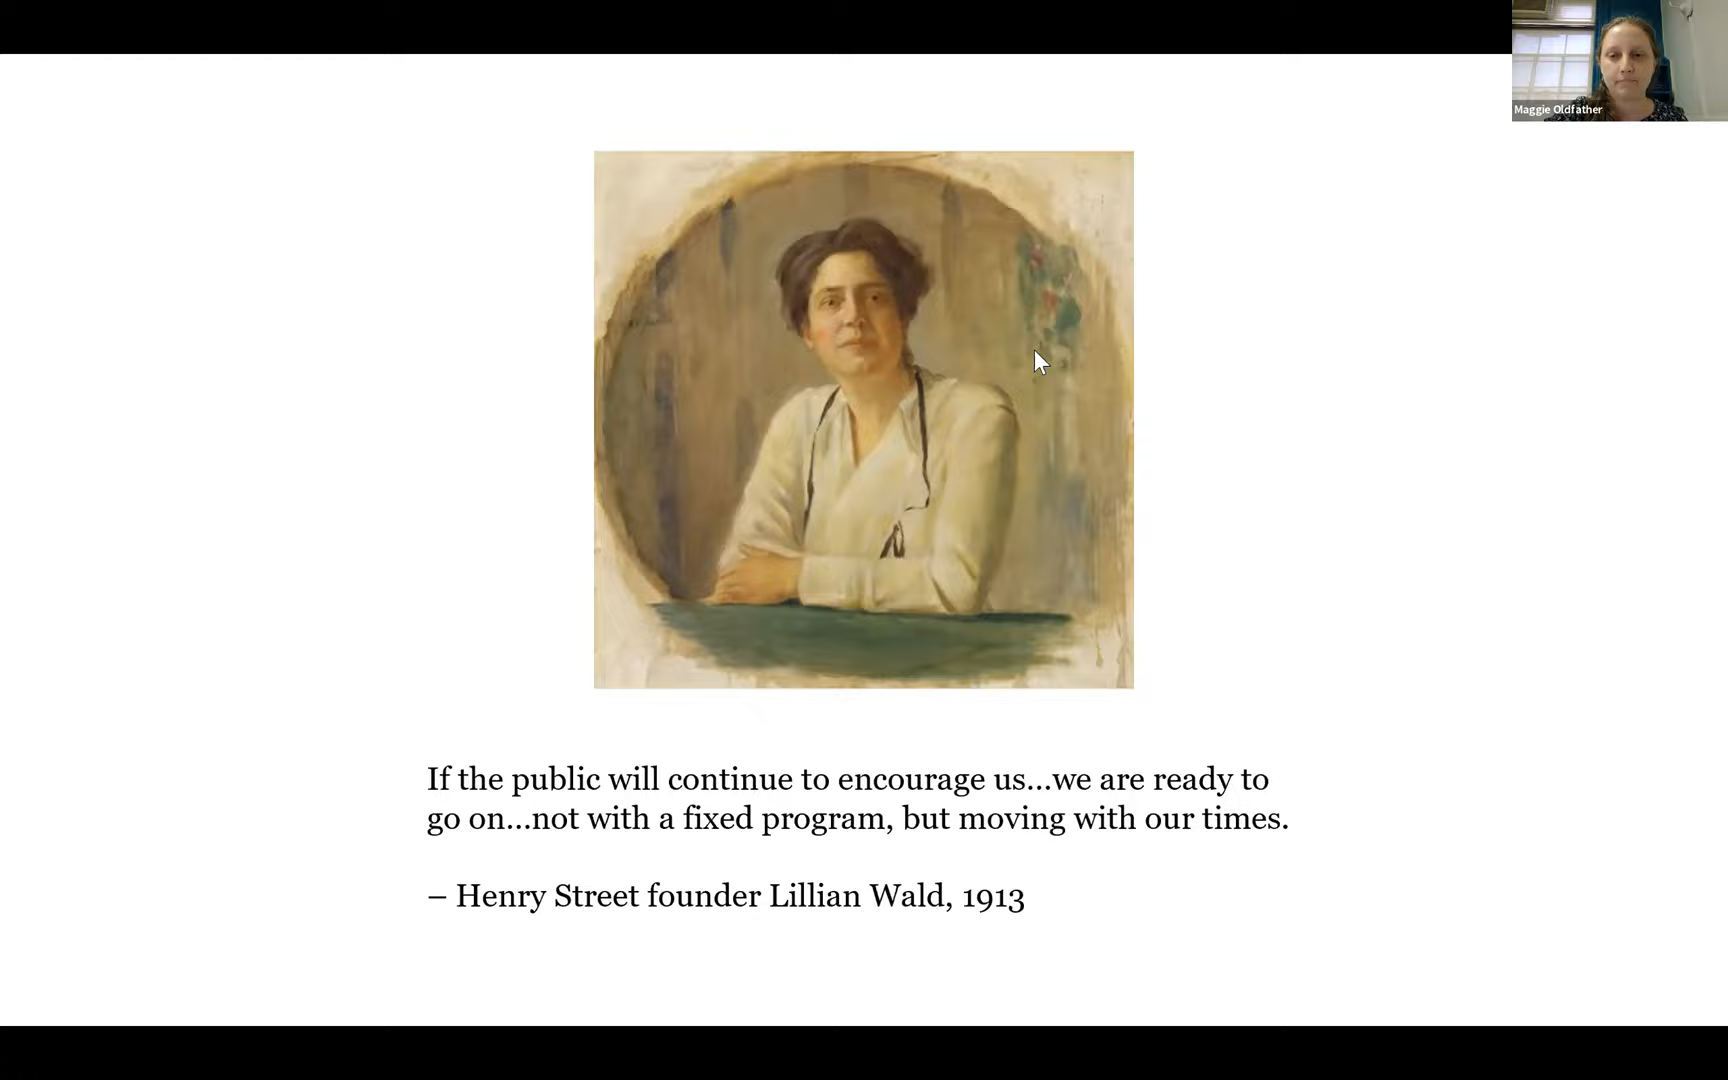 Maggie Oldfather
If the public will continue to encourage us...we are ready to
go on...not with a fixed program, but moving with our times.
– Henry Street founder Lillian Wald, 1913